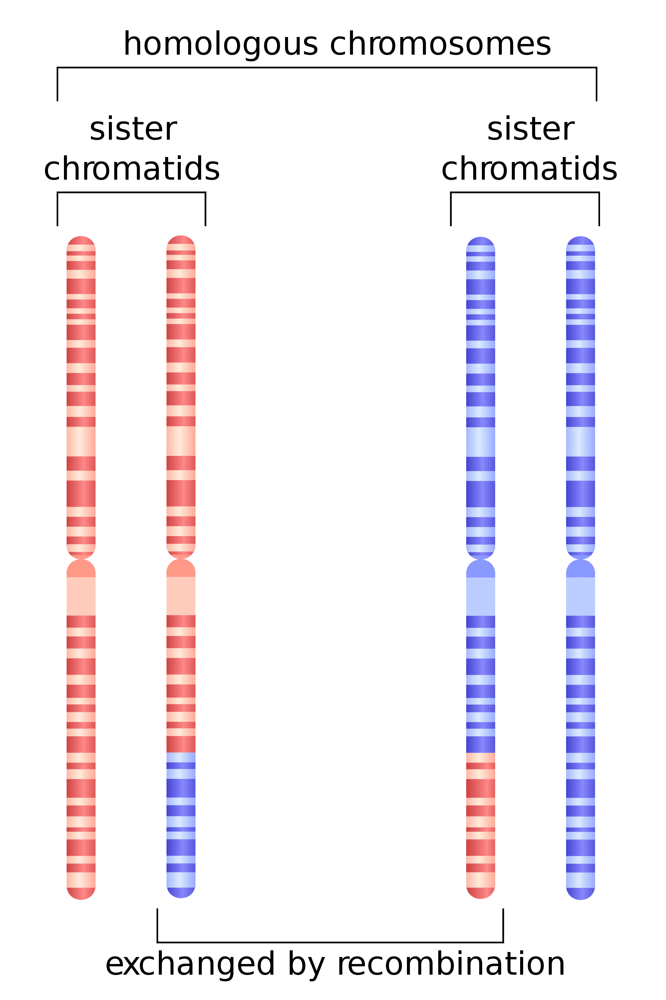 homologous chromosomes
sister
chromatids
sister
chromatids
exchanged by recombination